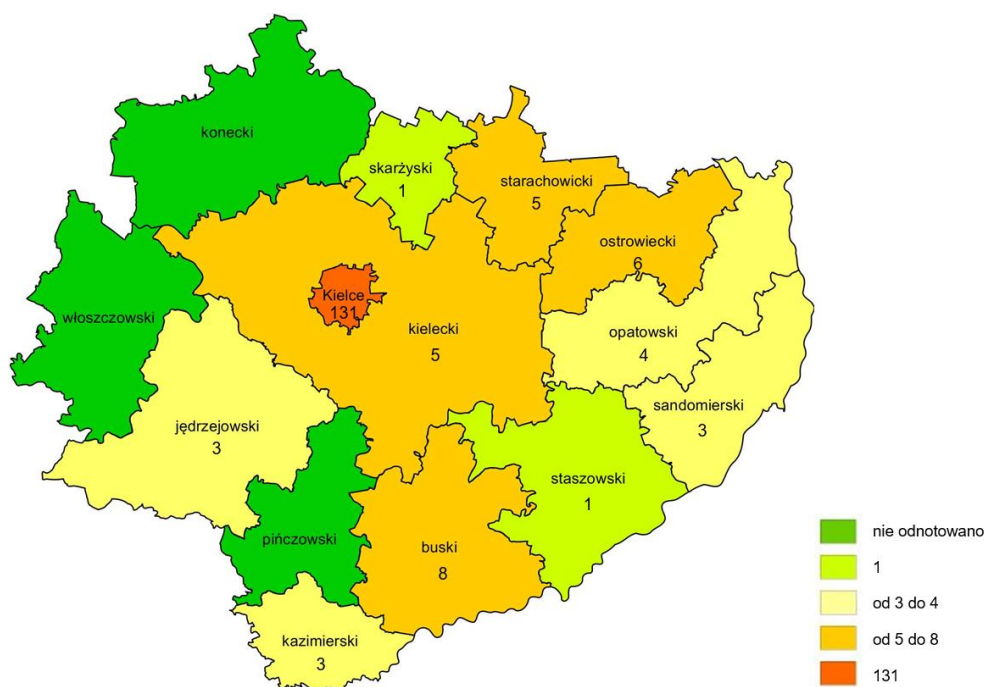 konecki
skarżyski
1
starachowicki
5
ostrowiecki
6
Kielce
131
włoszczowski
kielecki
5
opatowski
4
sandomierski
3
jędrzejowski
3
staszowski
1
pińczowski
buski
8
kazimierski
3
nie odnotowano
1
od 3 do 4
od 5 do 8
131